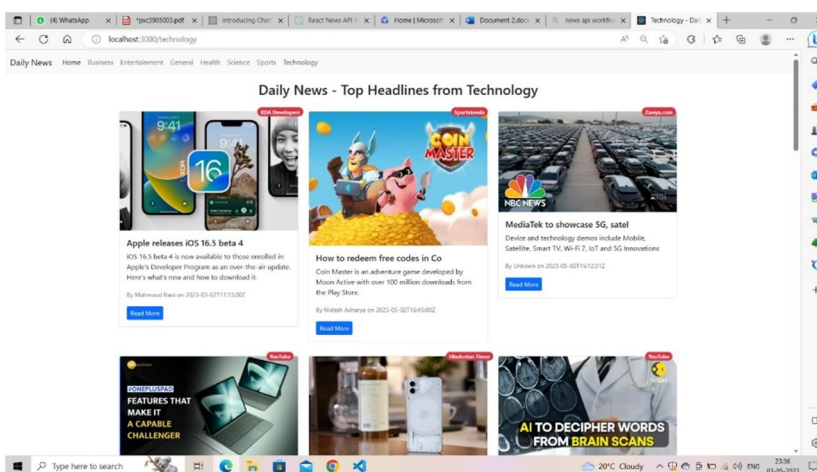 (4) WhatsApp
*pxc3905003.pdf
Introducing Chat
React News API
Home | Microsoft
Document 2.docx
news api workflow
Technology - Dail
localhost:3000/technology
Daily News Home Business Entertainment General Health Science Sports Technology
Daily News - Top Headlines from Technology
XDA Developers
9:41
9:41
16
Apple releases iOS 16.5 beta 4
iOS 16.5 beta 4 is now available to those enrolled in
Apple's Developer Program as an over-the-air update.
Here's what's new and how to download it.
By Mahmoud Itani on 2023-05-02T17:13:00Z
Read More
Sportskeeda
COIN
MASTER
How to redeem free codes in Co
Coin Master is an adventure game developed by
Moon Active with over 100 million downloads from
the Play Store.
By Nidesh Acharya on 2023-05-02T16:45:00Z
Read More
Zawya.com
NBC NEWS
MediaTek to showcase 5G, satel
Device and technology demos include Mobile,
Satellite, Smart TV, Wi-Fi 7, IoT and 5G Innovations
By Unkown on 2023-05-02T16:12:31Z
Read More
YouTube
#ONEPLUSPAD
FEATURES THAT
MAKE IT
A CAPABLE
CHALLENGER
Hindustan Times
YouTube
AI TO DECIPHER WORDS
FROM BRAIN SCANS
Type here to search
20°C Cloudy
ENG
23:56
03-05-2023